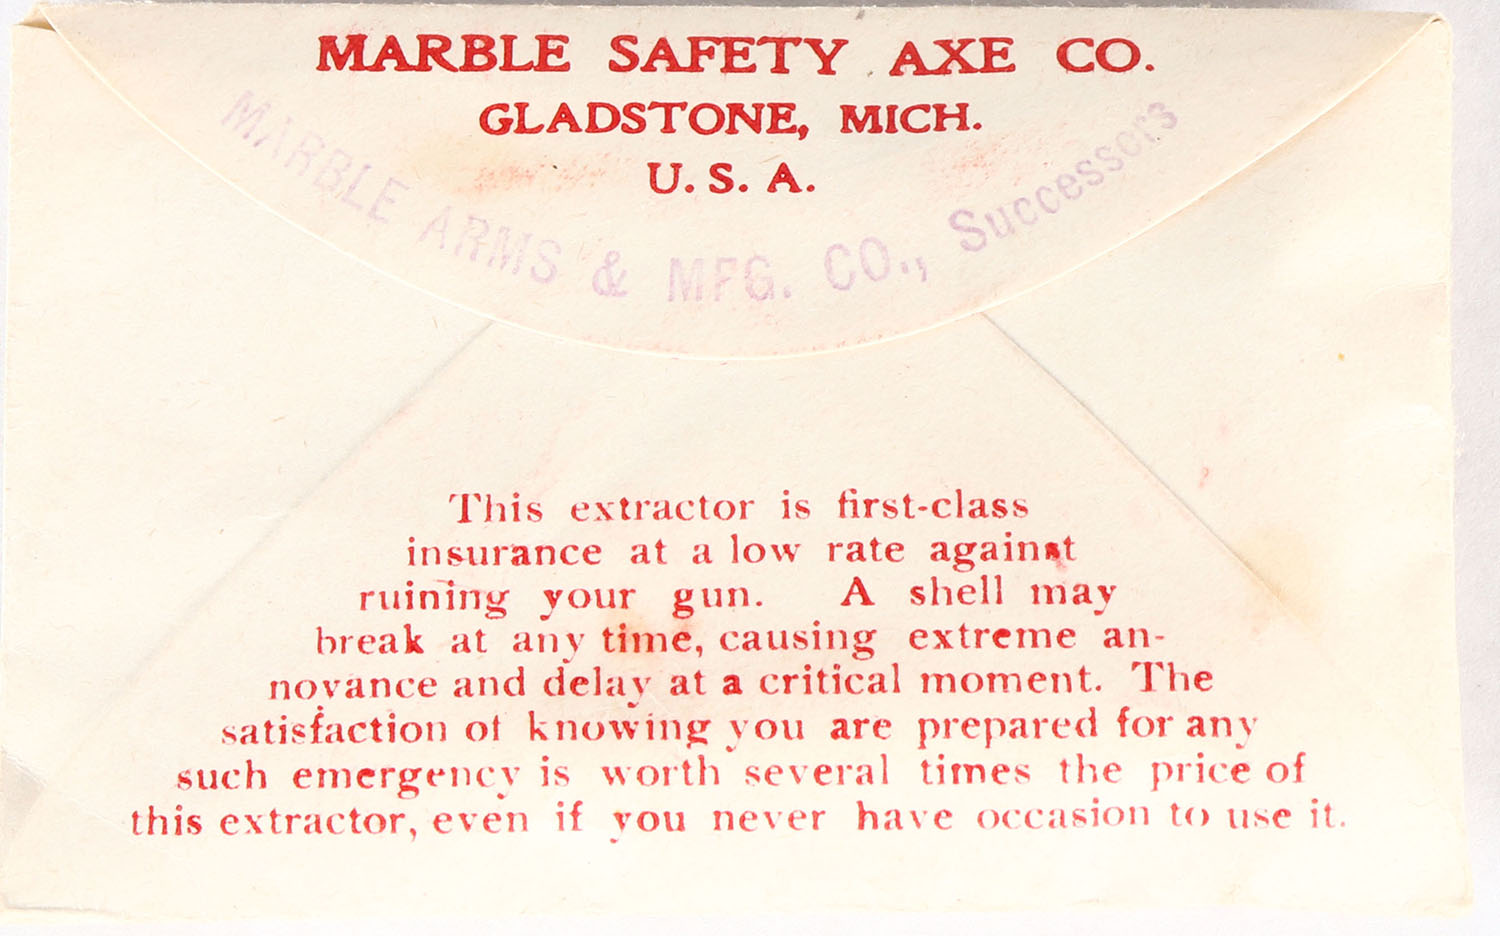 MARBLE SAFETY AXE CO.
GLADSTONE, MICH.
U. S. A.
MARBLE ARMS & MFG. CO., Successors
This extractor is first-class
insurance at a low rate against
ruining your gun. A shell may
break at any time, causing extreme an-
noyance and delay at a critical moment. The
satisfaction of knowing you are prepared for any
such emergency is worth several times the price of
this extractor, even if you never have occasion to use it.